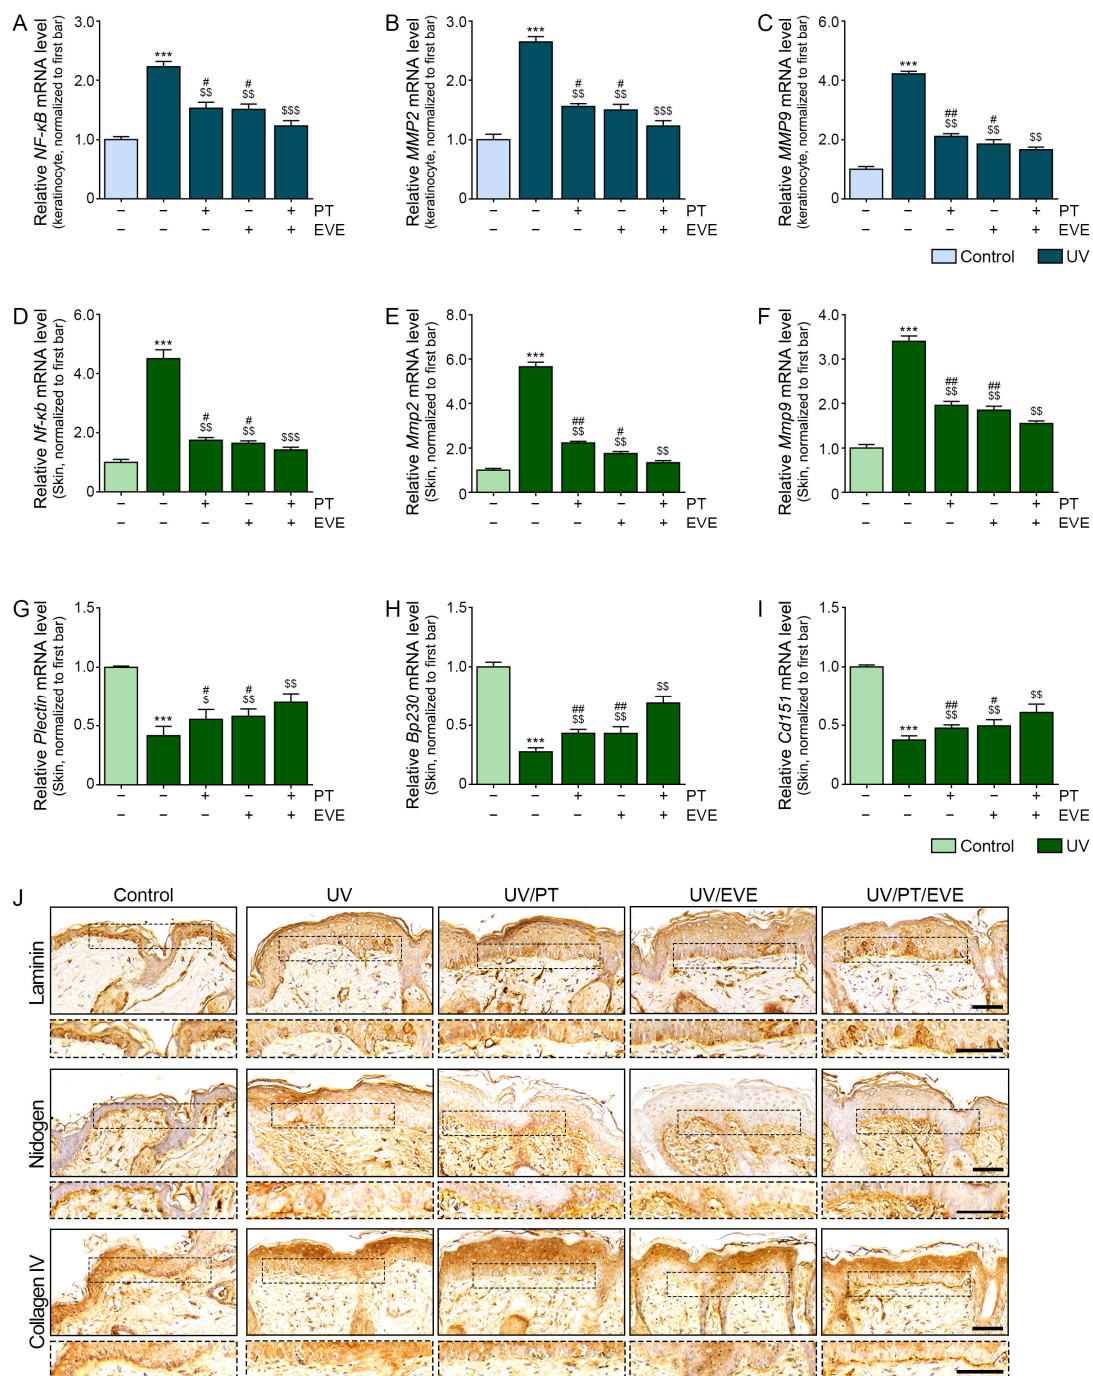 A
Relative NF-κB mRNA level
(keratinocyte, normalized to first bar)
3.0
2.0
1.0
0
***
#
$$
#
$$
$$$
− − + − + PT
− − − + + EVE
B
Relative MMP2 mRNA level
(keratinocyte, normalized to first bar)
3.0
2.0
1.0
0
***
#
$$
#
$$
$$$
− − + − + PT
− − − + + EVE
C
Relative MMP9 mRNA level
(keratinocyte, normalized to first bar)
6.0
4.0
2.0
0
***
##
$$
#
$$
$$
− − + − + PT
− − − + + EVE
Control UV
D
Relative Nf-κb mRNA level
(Skin, normalized to first bar)
6.0
4.0
2.0
0
***
#
$$
#
$$
$$$
− − + − + PT
− − − + + EVE
E
Relative Mmp2 mRNA level
(Skin, normalized to first bar)
8.0
6.0
4.0
2.0
0
***
##
$$
#
$$
$$
− − + − + PT
− − − + + EVE
F
Relative Mmp9 mRNA level
(Skin, normalized to first bar)
4.0
3.0
2.0
1.0
0
***
##
$$
##
$$
$$
− − + − + PT
− − − + + EVE
G
Relative Plectin mRNA level
(Skin, normalized to first bar)
1.5
1.0
0.5
0
***
#
$
#
$$
$$
− − + − + PT
− − − + + EVE
H
Relative Bp230 mRNA level
(Skin, normalized to first bar)
1.5
1.0
0.5
0
***
##
$$
##
$$
$$
− − + − + PT
− − − + + EVE
I
Relative Cd151 mRNA level
(Skin, normalized to first bar)
1.5
1.0
0.5
0
***
##
$$
#
$$
$$
− − + − + PT
− − − + + EVE
Control UV
J
Control UV UV/PT UV/EVE UV/PT/EVE
Laminin
Nidogen
Collagen IV